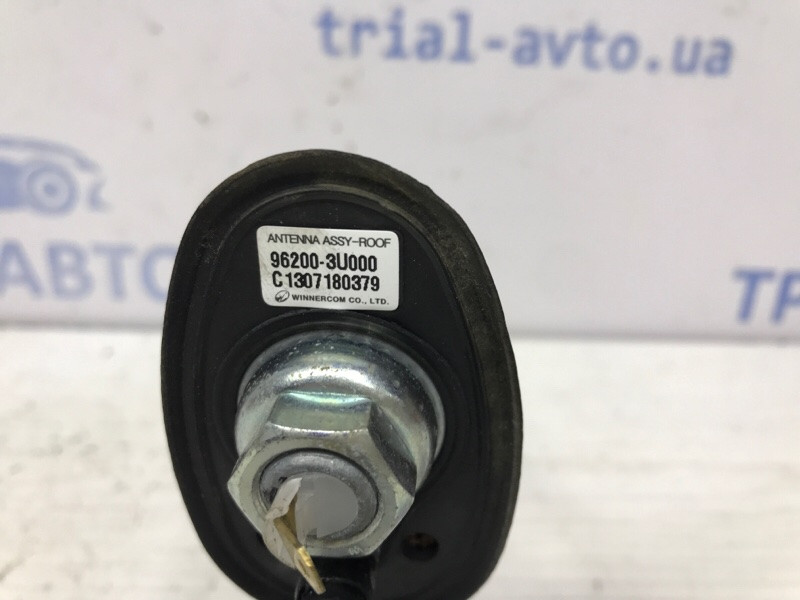 trial-avto.ua
АВТО
ТР
ANTENNA ASSY-ROOF
96200-3U000
C1307180379
WINNERCOM CO., LTD.